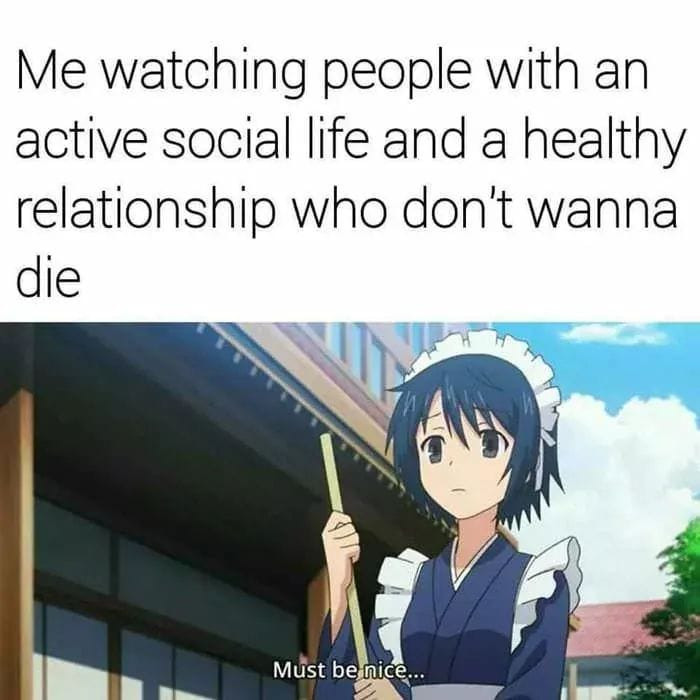 Me watching people with an
active social life and a healthy
relationship who don't wanna
die
Must be nice...